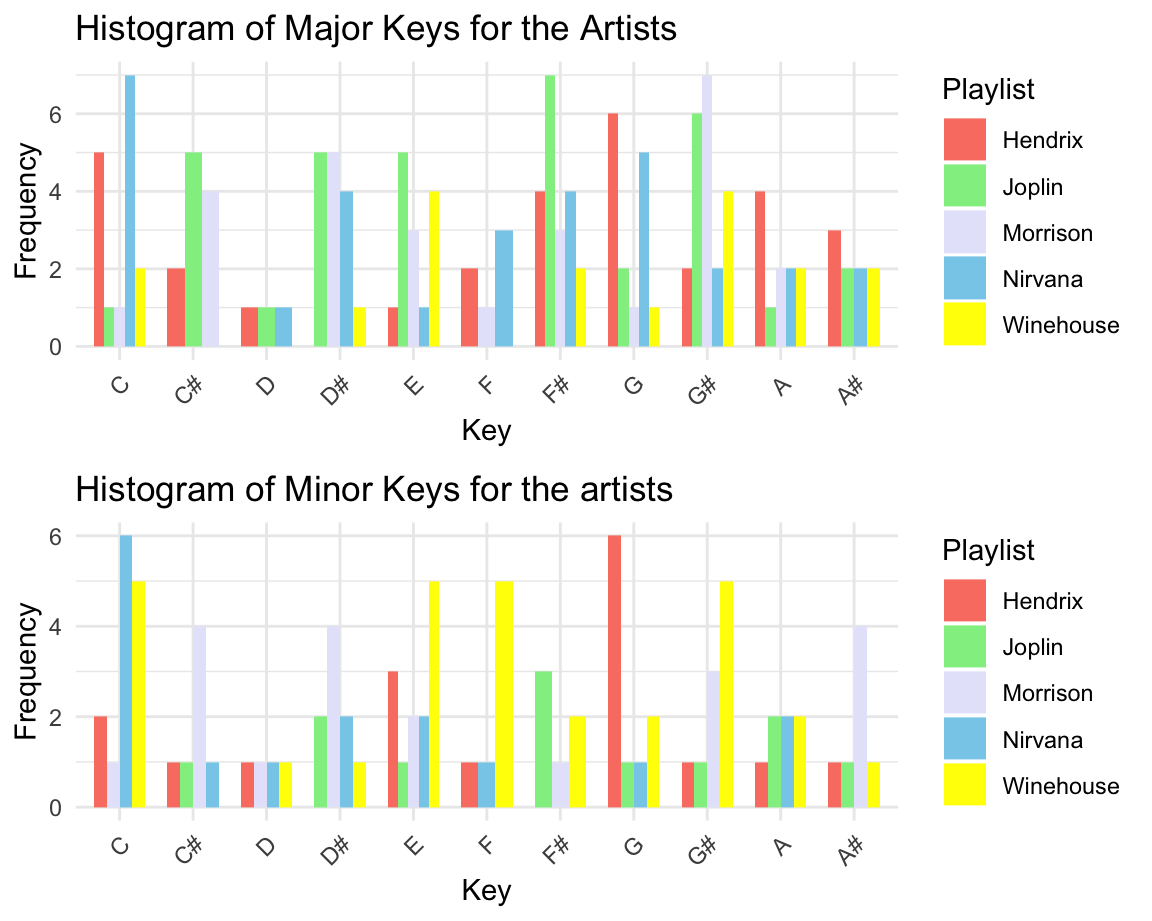 Histogram of Major Keys for the Artists
Frequency
6
4
2
0
C C# D D# E F F# G G# A A#
Key
Playlist
Hendrix
Joplin
Morrison
Nirvana
Winehouse
Histogram of Minor Keys for the artists
Frequency
6
4
2
0
C C# D D# E F F# G G# A A#
Key
Playlist
Hendrix
Joplin
Morrison
Nirvana
Winehouse